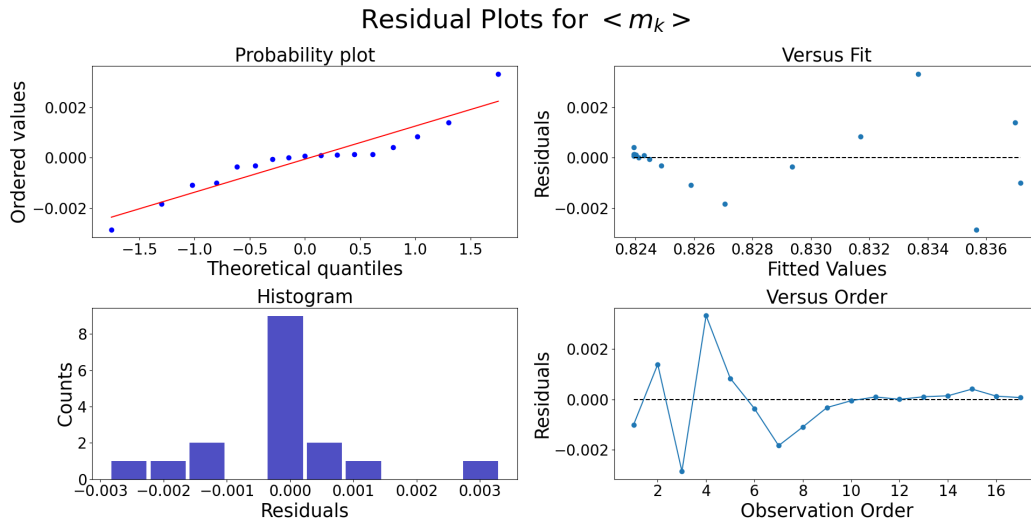 Residual Plots for < m_k >
Probability plot
Ordered values
0.002
0.000
−0.002
−1.5 −1.0 −0.5 0.0 0.5 1.0 1.5
Theoretical quantiles
Versus Fit
Residuals
0.002
0.000
−0.002
0.824 0.826 0.828 0.830 0.832 0.834 0.836
Fitted Values
Histogram
Counts
8
6
4
2
0
−0.003 −0.002 −0.001 0.000 0.001 0.002 0.003
Residuals
Versus Order
Residuals
0.002
0.000
−0.002
2 4 6 8 10 12 14 16
Observation Order